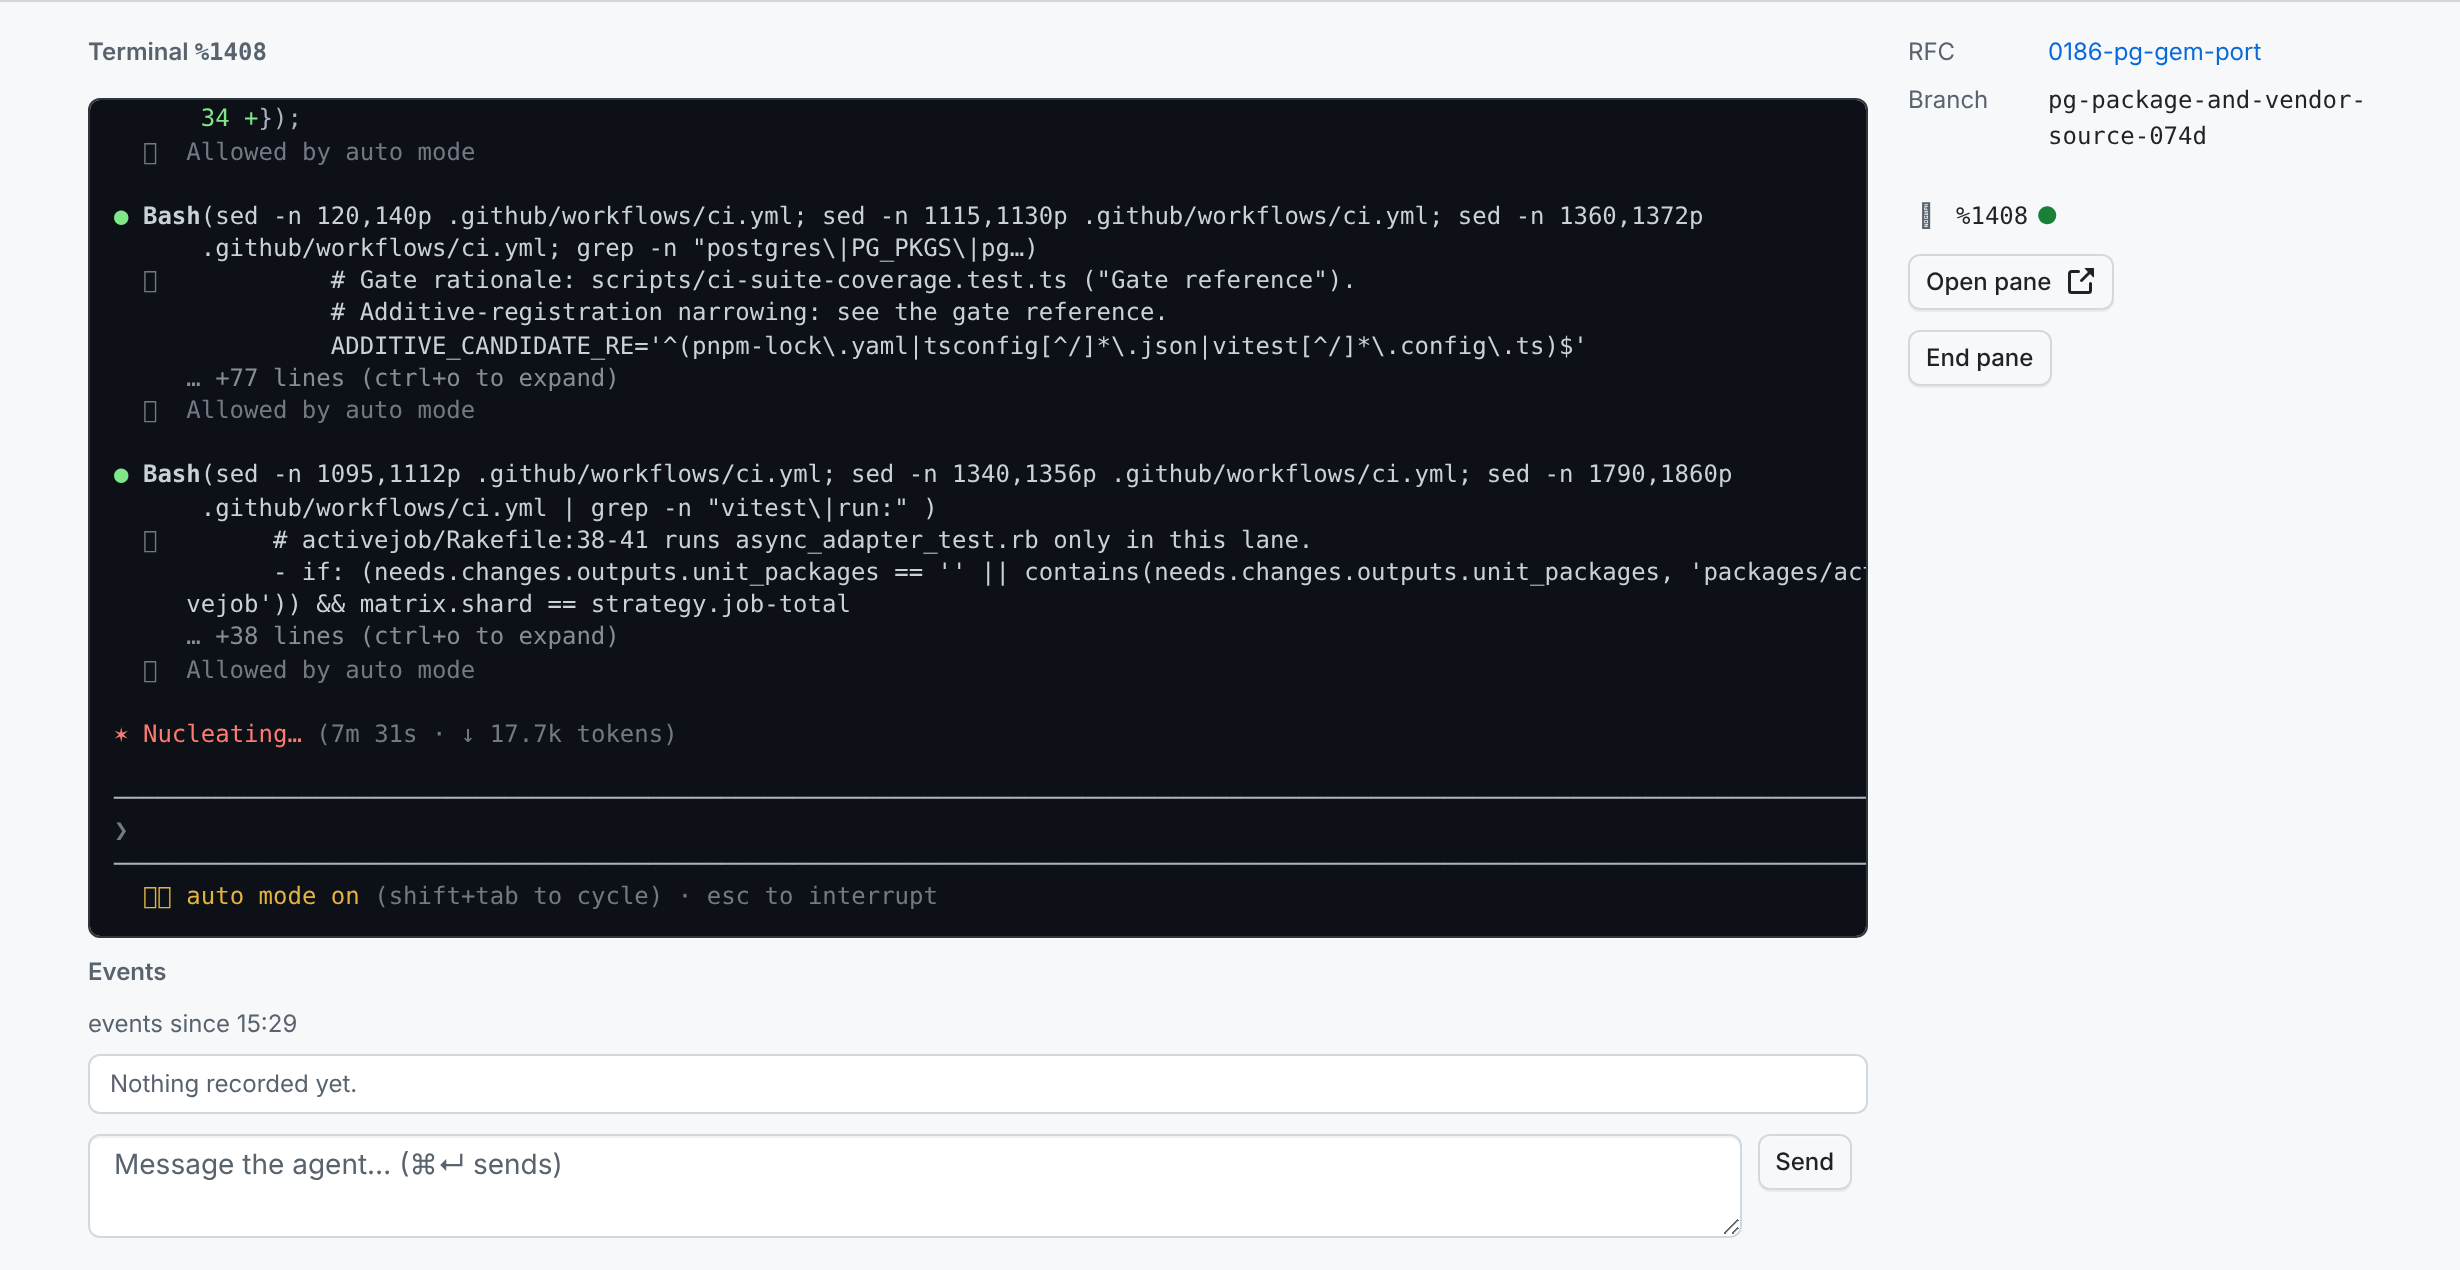 Terminal %1408
34 +});
Allowed by auto mode
● Bash(sed -n 120,140p .github/workflows/ci.yml; sed -n 1115,1130p .github/workflows/ci.yml; sed -n 1360,1372p
.github/workflows/ci.yml; grep -n "postgres\|PG_PKGS\|pg…)
# Gate rationale: scripts/ci-suite-coverage.test.ts ("Gate reference").
# Additive-registration narrowing: see the gate reference.
ADDITIVE_CANDIDATE_RE='^(pnpm-lock\.yaml|tsconfig[^/]*\.json|vitest[^/]*\.config\.ts)$'
… +77 lines (ctrl+o to expand)
Allowed by auto mode
● Bash(sed -n 1095,1112p .github/workflows/ci.yml; sed -n 1340,1356p .github/workflows/ci.yml; sed -n 1790,1860p
.github/workflows/ci.yml | grep -n "vitest\|run:" )
# activejob/Rakefile:38-41 runs async_adapter_test.rb only in this lane.
- if: (needs.changes.outputs.unit_packages == '' || contains(needs.changes.outputs.unit_packages, 'packages/act
vejob')) && matrix.shard == strategy.job-total
… +38 lines (ctrl+o to expand)
Allowed by auto mode
✶ Nucleating… (7m 31s · ↓ 17.7k tokens)
❯
auto mode on (shift+tab to cycle) · esc to interrupt
Events
events since 15:29
Nothing recorded yet.
Message the agent... (⌘↵ sends)
Send
RFC 0186-pg-gem-port
Branch pg-package-and-vendor-
source-074d
%1408
Open pane
End pane